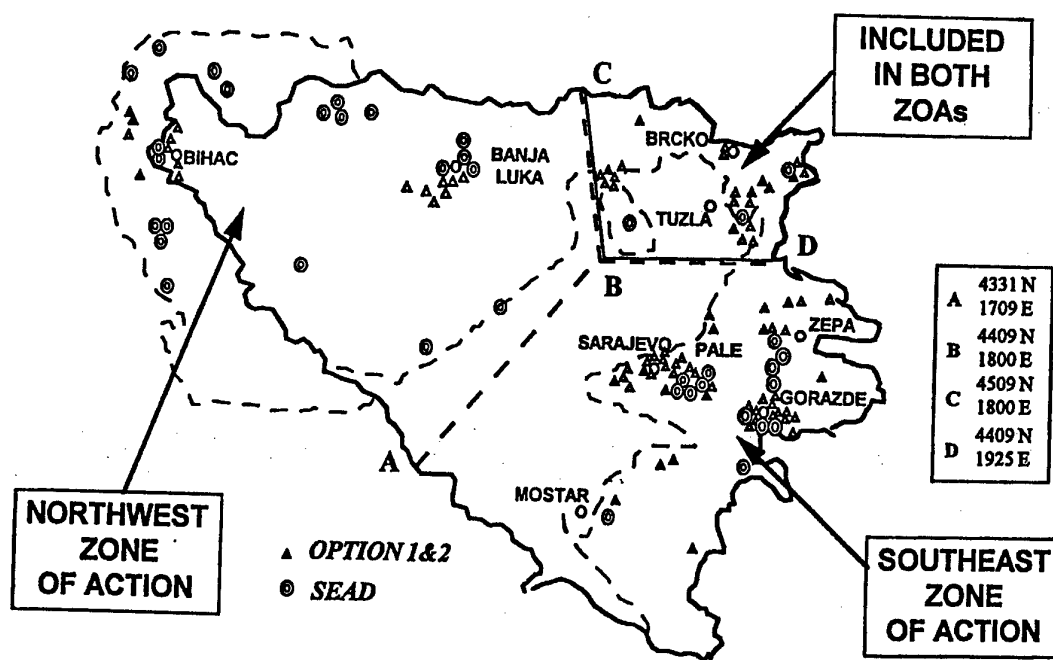 INCLUDED
IN BOTH
ZOAs
C
BRCKO
BIHAC
BANJA
LUKA
TUZLA
D
B
A 4331 N
1709 E
B 4409 N
1800 E
C 4509 N
1800 E
D 4409 N
1925 E
ZEPA
SARAJEVO PALE
GORAZDE
A
MOSTAR
NORTHWEST
ZONE
OF ACTION
OPTION 1&2
SEAD
SOUTHEAST
ZONE
OF ACTION